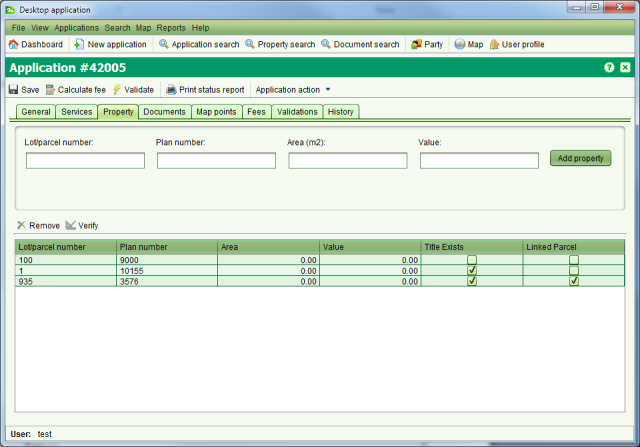 Desktop application
File View Applications Search Map Reports Help
Dashboard New application Application search Property search Document search Party Map User profile
Application #42005
Save Calculate fee Validate Print status report Application action
General Services Property Documents Map points Fees Validations History
Lot/parcel number: Plan number: Area (m2): Value:
Add property
Remove Verify
Lot/parcel number Plan number Area Value Title Exists Linked Parcel
100 9000 0.00 0.00
1 10155 0.00 0.00
935 3576 0.00 0.00
User: test